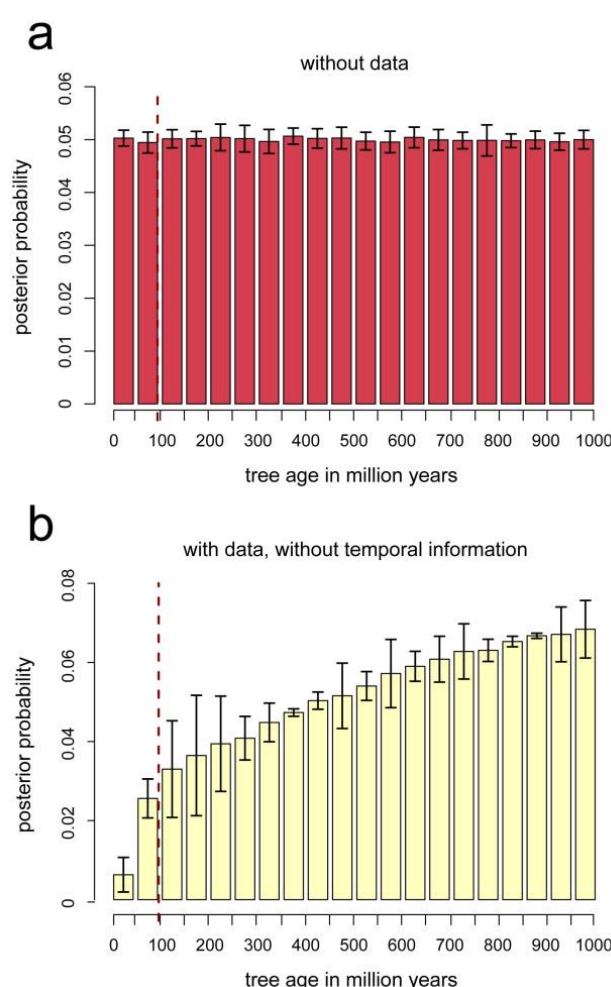 a
without data
posterior probability
0.06
0.05
0.04
0.03
0.02
0.01
0
0 100 200 300 400 500 600 700 800 900 1000
tree age in million years
b
with data, without temporal information
posterior probability
0.08
0.06
0.04
0.02
0
0 100 200 300 400 500 600 700 800 900 1000
tree age in million years